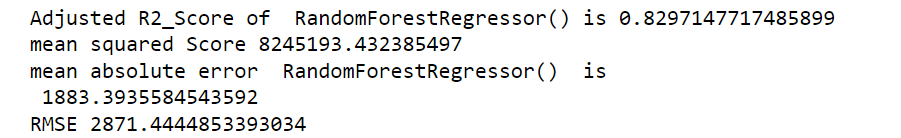 Adjusted R2_Score of  RandomForestRegressor() is 0.8297147717485899
mean squared Score 8245193.432385497
mean absolute error  RandomForestRegressor()  is
 1883.3935584543592
RMSE 2871.4444853393034